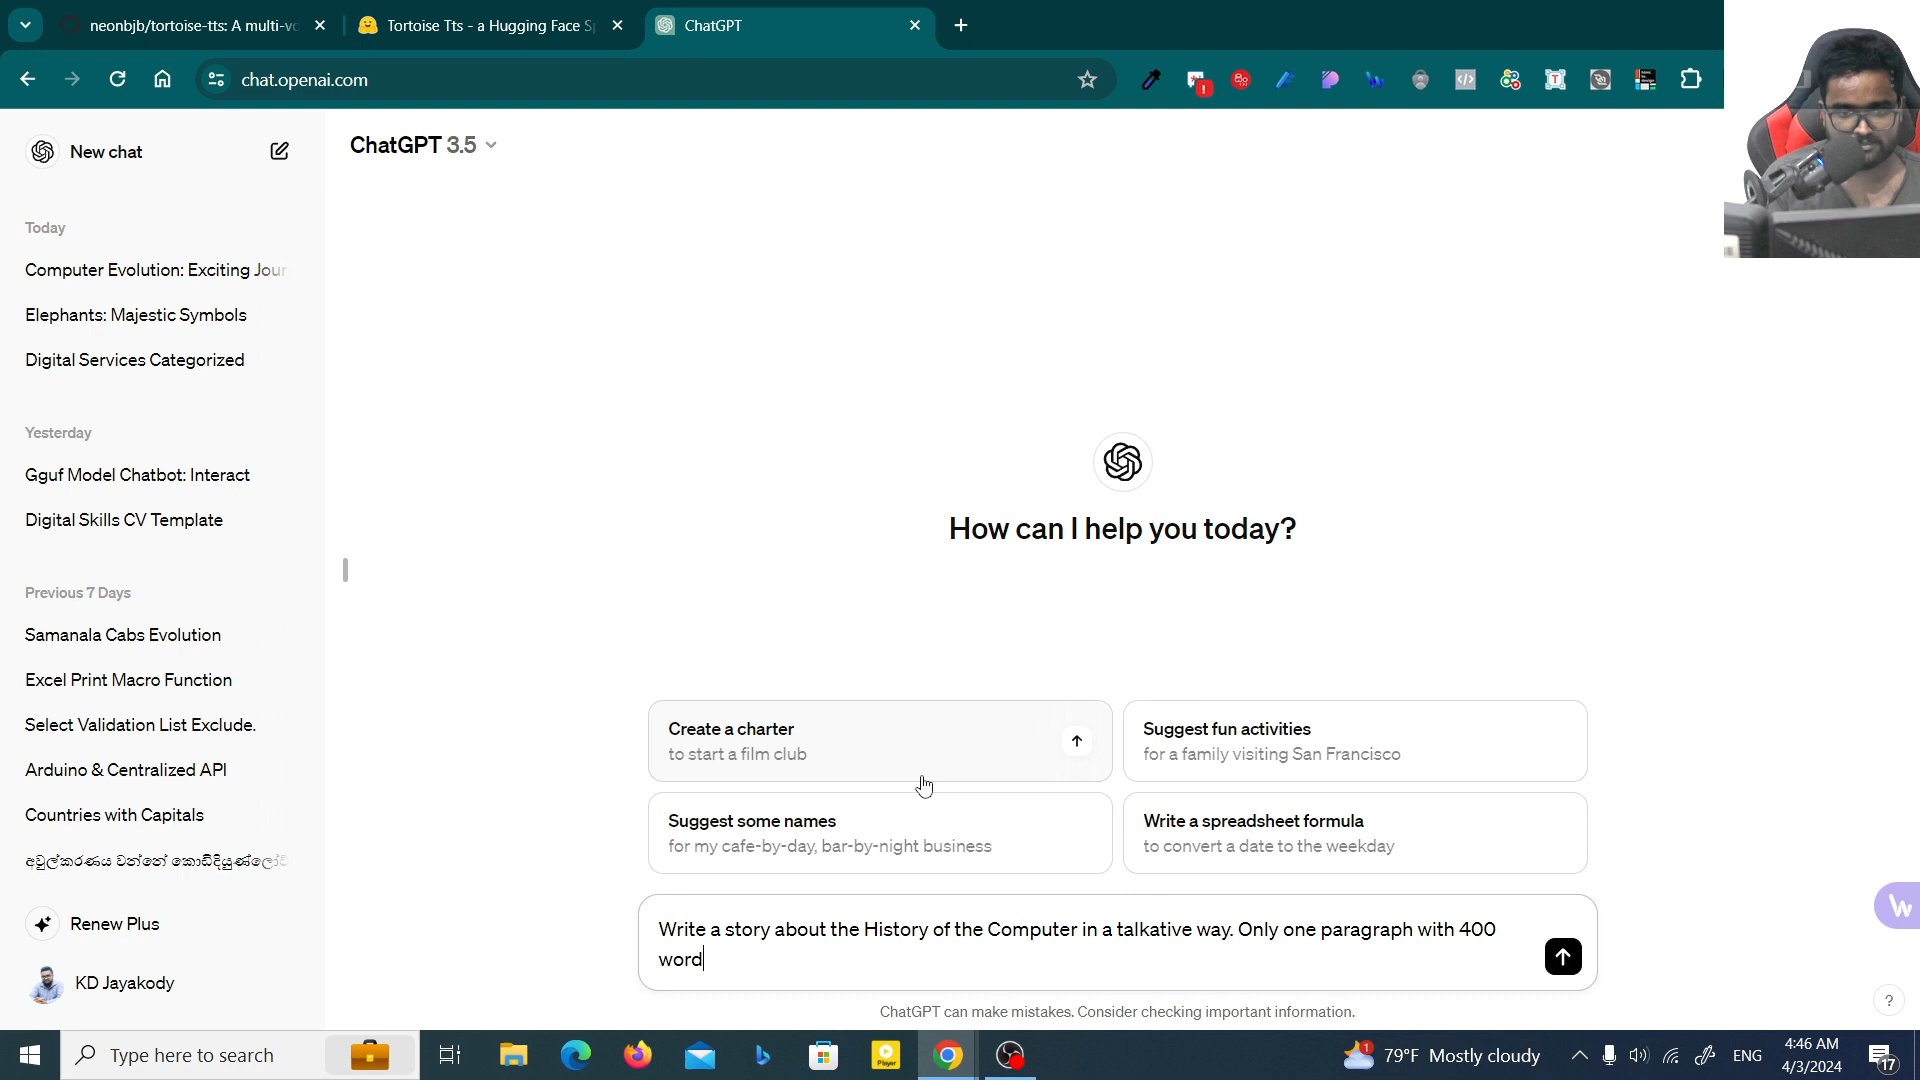 neonbjb/tortoise-tts: A multi-vo
Tortoise Tts - a Hugging Face Sp
ChatGPT
chat.openai.com
New chat
ChatGPT 3.5
Today
Computer Evolution: Exciting Jour
Elephants: Majestic Symbols
Digital Services Categorized
Yesterday
Gguf Model Chatbot: Interact
Digital Skills CV Template
Previous 7 Days
Samanala Cabs Evolution
Excel Print Macro Function
Select Validation List Exclude.
Arduino & Centralized API
Countries with Capitals
Renew Plus
KD Jayakody
How can I help you today?
Create a charter
to start a film club
Suggest fun activities
for a family visiting San Francisco
Suggest some names
for my cafe-by-day, bar-by-night business
Write a spreadsheet formula
to convert a date to the weekday
Write a story about the History of the Computer in a talkative way. Only one paragraph with 400
word
ChatGPT can make mistakes. Consider checking important information.
?
Type here to search
Player
1
79°F Mostly cloudy
ENG
4:46 AM
4/3/2024
17